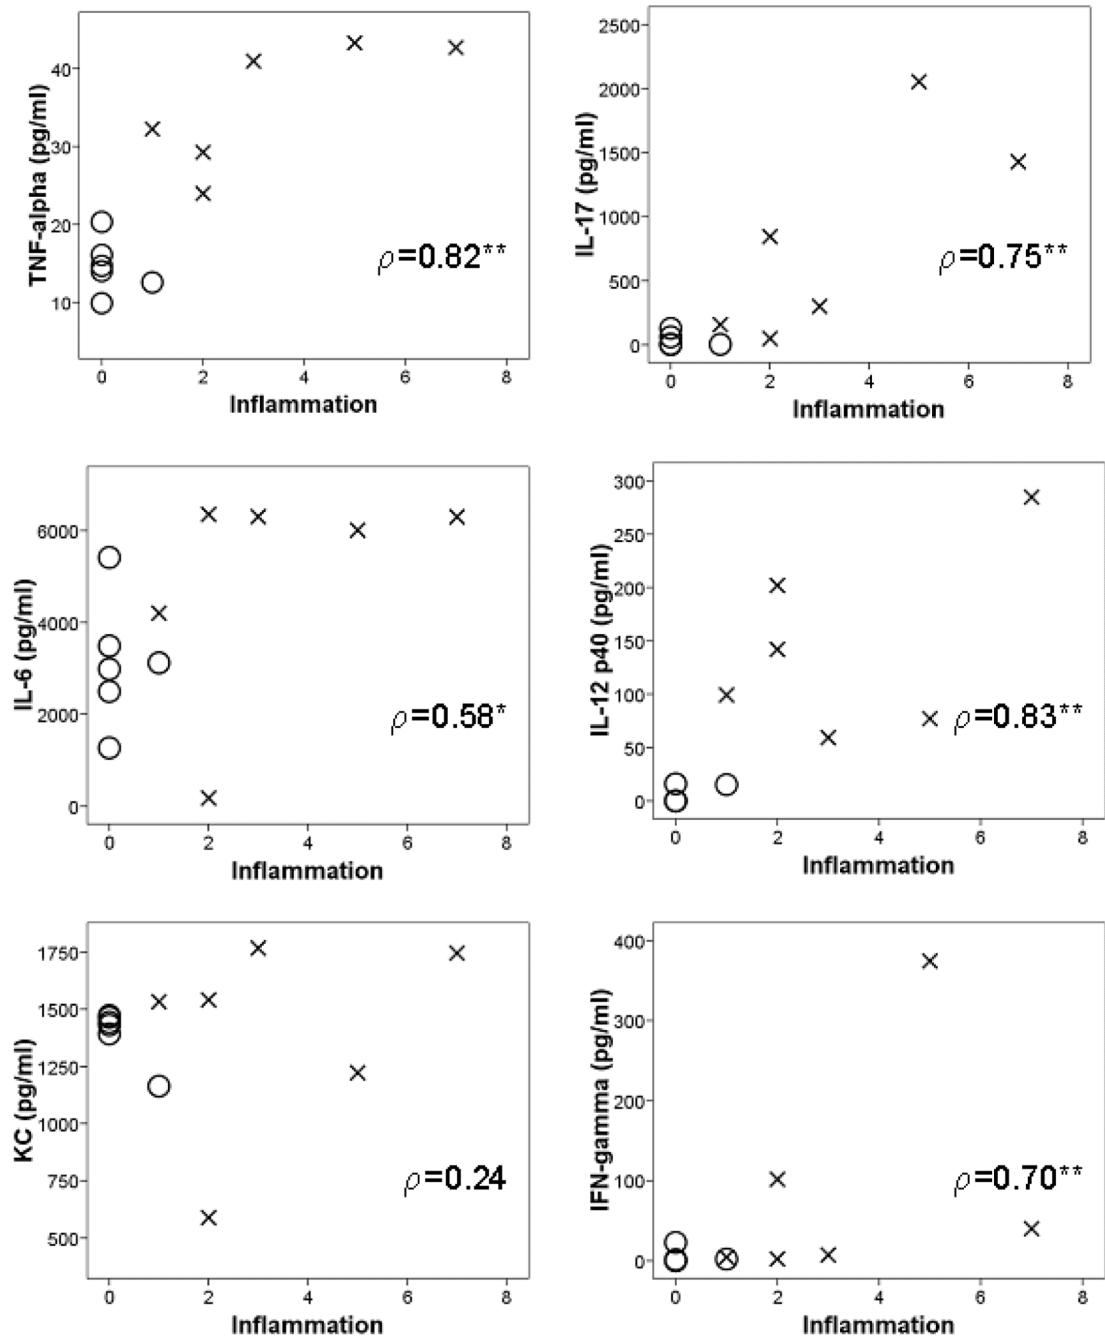 TNF-alpha (pg/ml)
40
30
20
10
ρ=0.82**
0 2 4 6 8
Inflammation
IL-17 (pg/ml)
2500
2000
1500
1000
500
0
ρ=0.75**
0 2 4 6 8
Inflammation
IL-6 (pg/ml)
6000
4000
2000
0
ρ=0.58*
0 2 4 6 8
Inflammation
IL-12 p40 (pg/ml)
300
250
200
150
100
50
0
ρ=0.83**
0 2 4 6 8
Inflammation
KC (pg/ml)
1750
1500
1250
1000
750
500
ρ=0.24
0 2 4 6 8
Inflammation
IFN-gamma (pg/ml)
400
300
200
100
0
ρ=0.70**
0 2 4 6 8
Inflammation